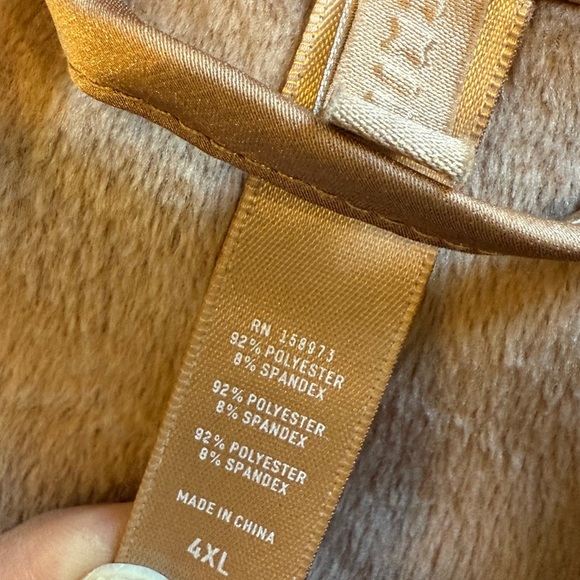 RN 158973
92% POLYESTER
8% SPANDEX
92% POLYESTER
8% SPANDEX
92% POLYESTER
8% SPANDEX
MADE IN CHINA
4XL